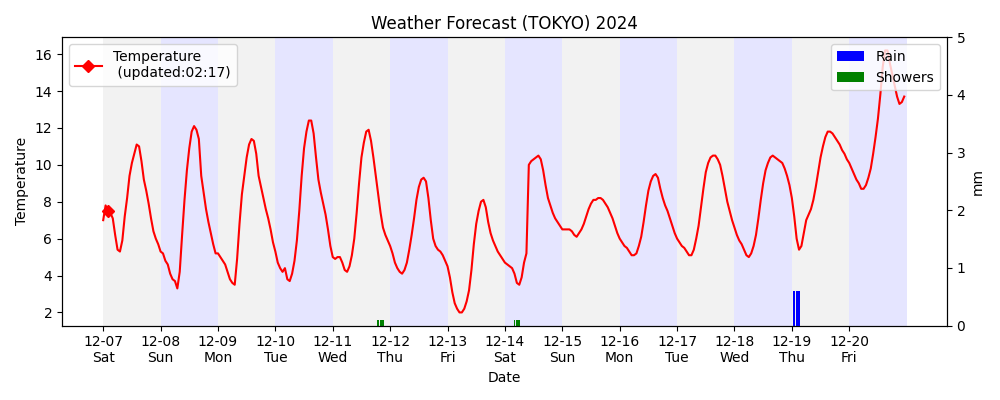 Weather Forecast (TOKYO) 2024
Temperature
(updated:02:17)
Rain
Showers
Temperature
16
14
12
10
8
6
4
2
5
4
3
2
1
0
mm
12-07 12-08 12-09 12-10 12-11 12-12 12-13 12-14 12-15 12-16 12-17 12-18 12-19 12-20
Sat Sun Mon Tue Wed Thu Fri Sat Sun Mon Tue Wed Thu Fri
Date